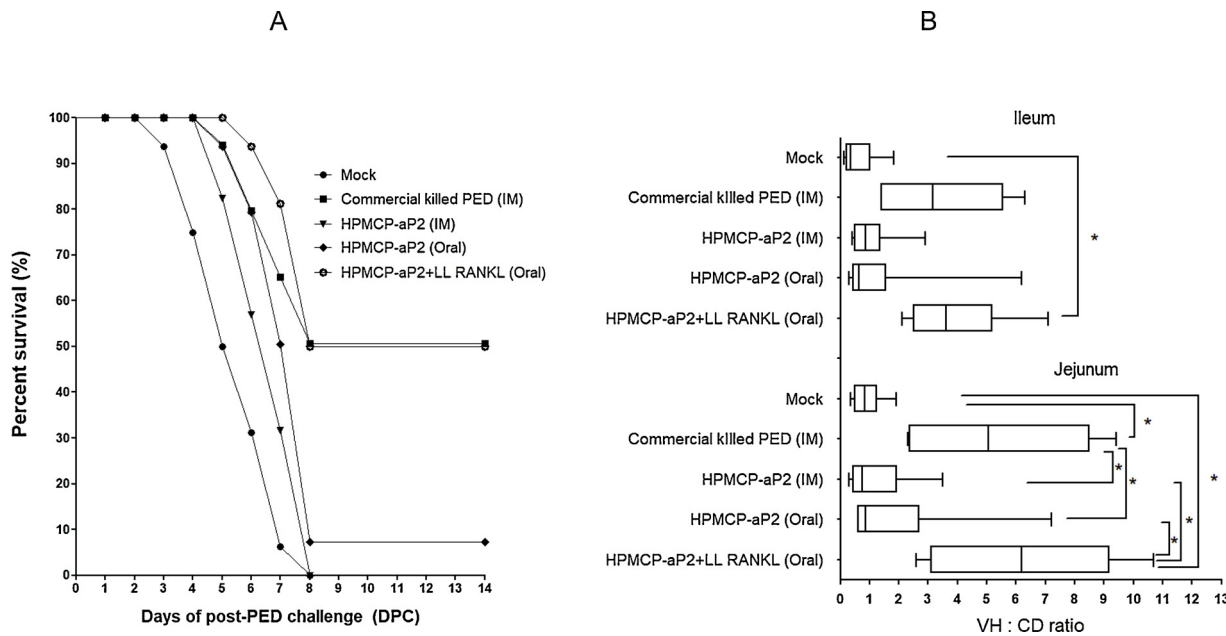 A
Percent survival (%)
100
90
80
70
60
50
40
30
20
10
0
0 1 2 3 4 5 6 7 8 9 10 11 12 13 14
Days of post-PED challenge (DPC)
Mock
Commercial killed PED (IM)
HPMCP-aP2 (IM)
HPMCP-aP2 (Oral)
HPMCP-aP2+LL RANKL (Oral)
B
Ileum
Mock
Commercial kIlled PED (IM)
HPMCP-aP2 (IM)
HPMCP-aP2 (Oral)
HPMCP-aP2+LL RANKL (Oral)
*
Jejunum
Mock
Commercial kIlled PED (IM)
HPMCP-aP2 (IM)
HPMCP-aP2 (Oral)
HPMCP-aP2+LL RANKL (Oral)
*
*
*
*
*
*
0 1 2 3 4 5 6 7 8 9 10 11 12 13
VH : CD ratio